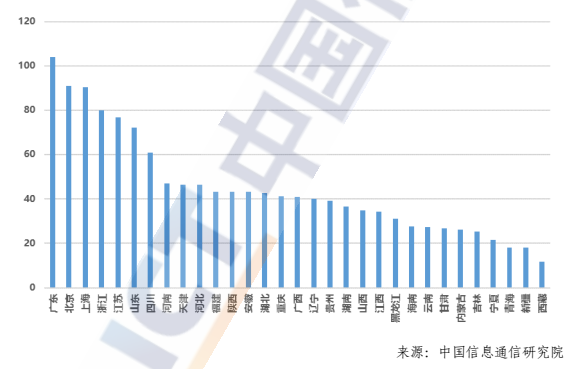 120
100
80
60
40
20
0
广东 北京 上海 浙江 江苏 山东 四川 河南 天津 河北 福建 陕西 安徽 湖北 重庆 广西 辽宁 贵州 湖南 山西 江西 黑龙江 海南 云南 甘肃 内蒙古 吉林 宁夏 青海 新疆 西藏
来源：中国信息通信研究院
ICT 中国